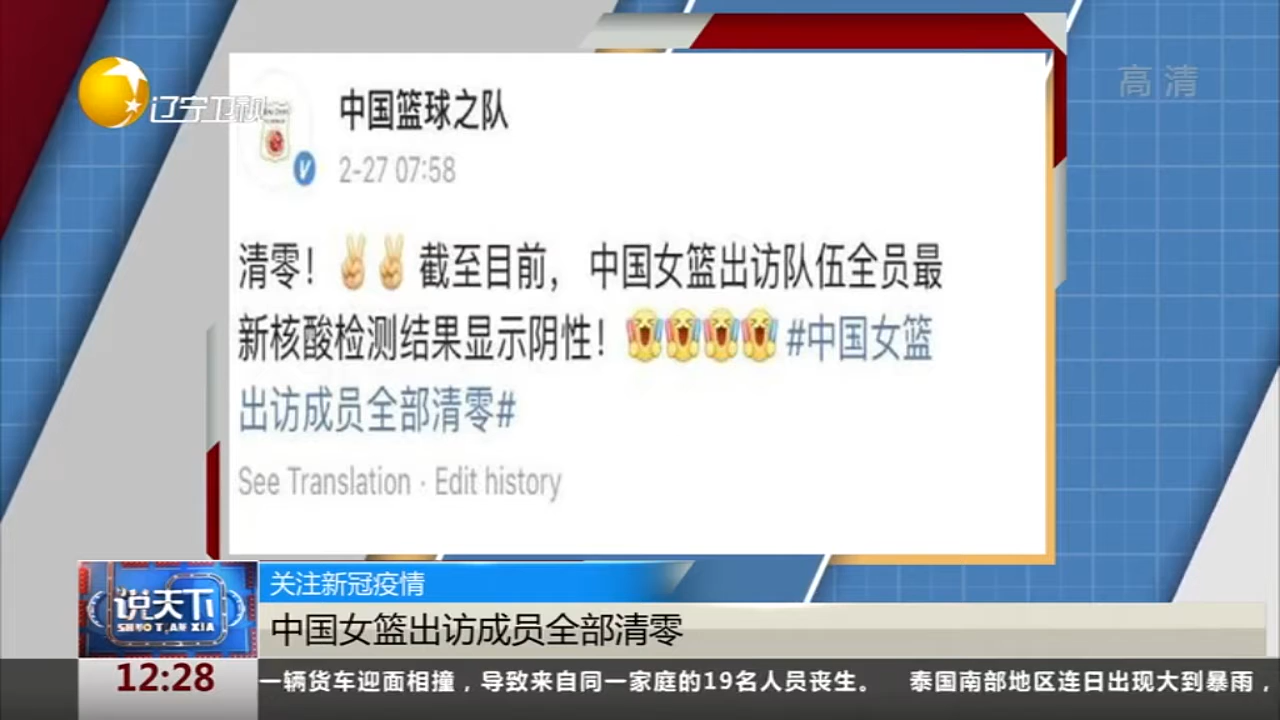 辽宁卫视
高清
中国篮球之队
2-27 07:58
清零！✌✌ 截至目前，中国女篮出访队伍全员最
新核酸检测结果显示阴性！ #中国女篮
出访成员全部清零#
See Translation · Edit history
关注新冠疫情
说天下
SHUO TIAN XIA
中国女篮出访成员全部清零
12:28
一辆货车迎面相撞，导致来自同一家庭的19名人员丧生。 泰国南部地区连日出现大到暴雨，